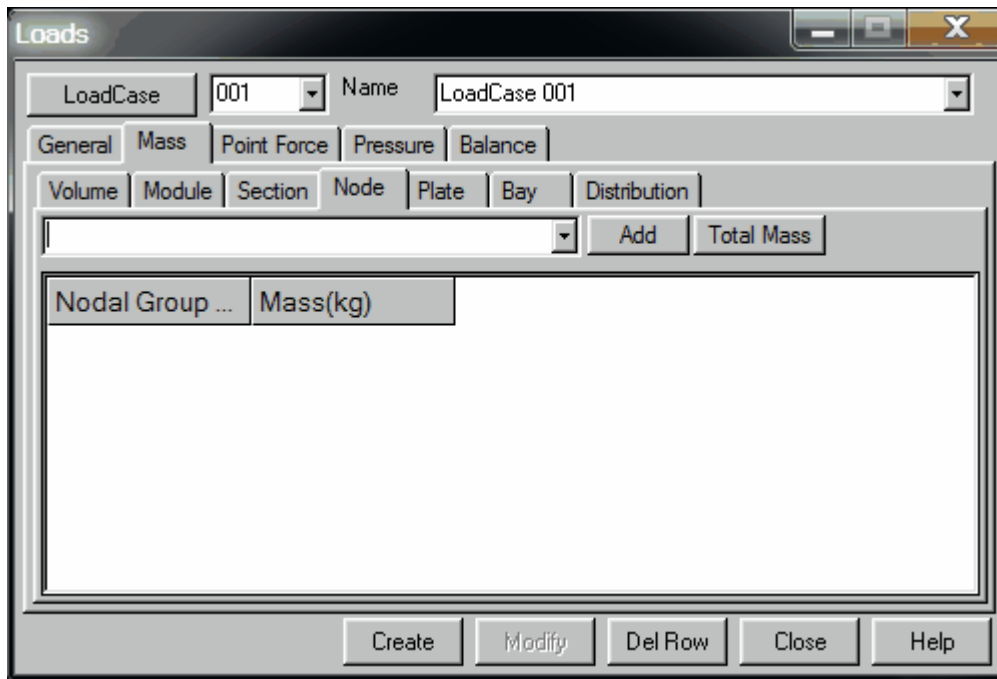 Loads
LoadCase 001 Name LoadCase 001
General Mass Point Force Pressure Balance
Volume Module Section Node Plate Bay Distribution
Add Total Mass
Nodal Group ... Mass(kg)
Create Modify Del Row Close Help